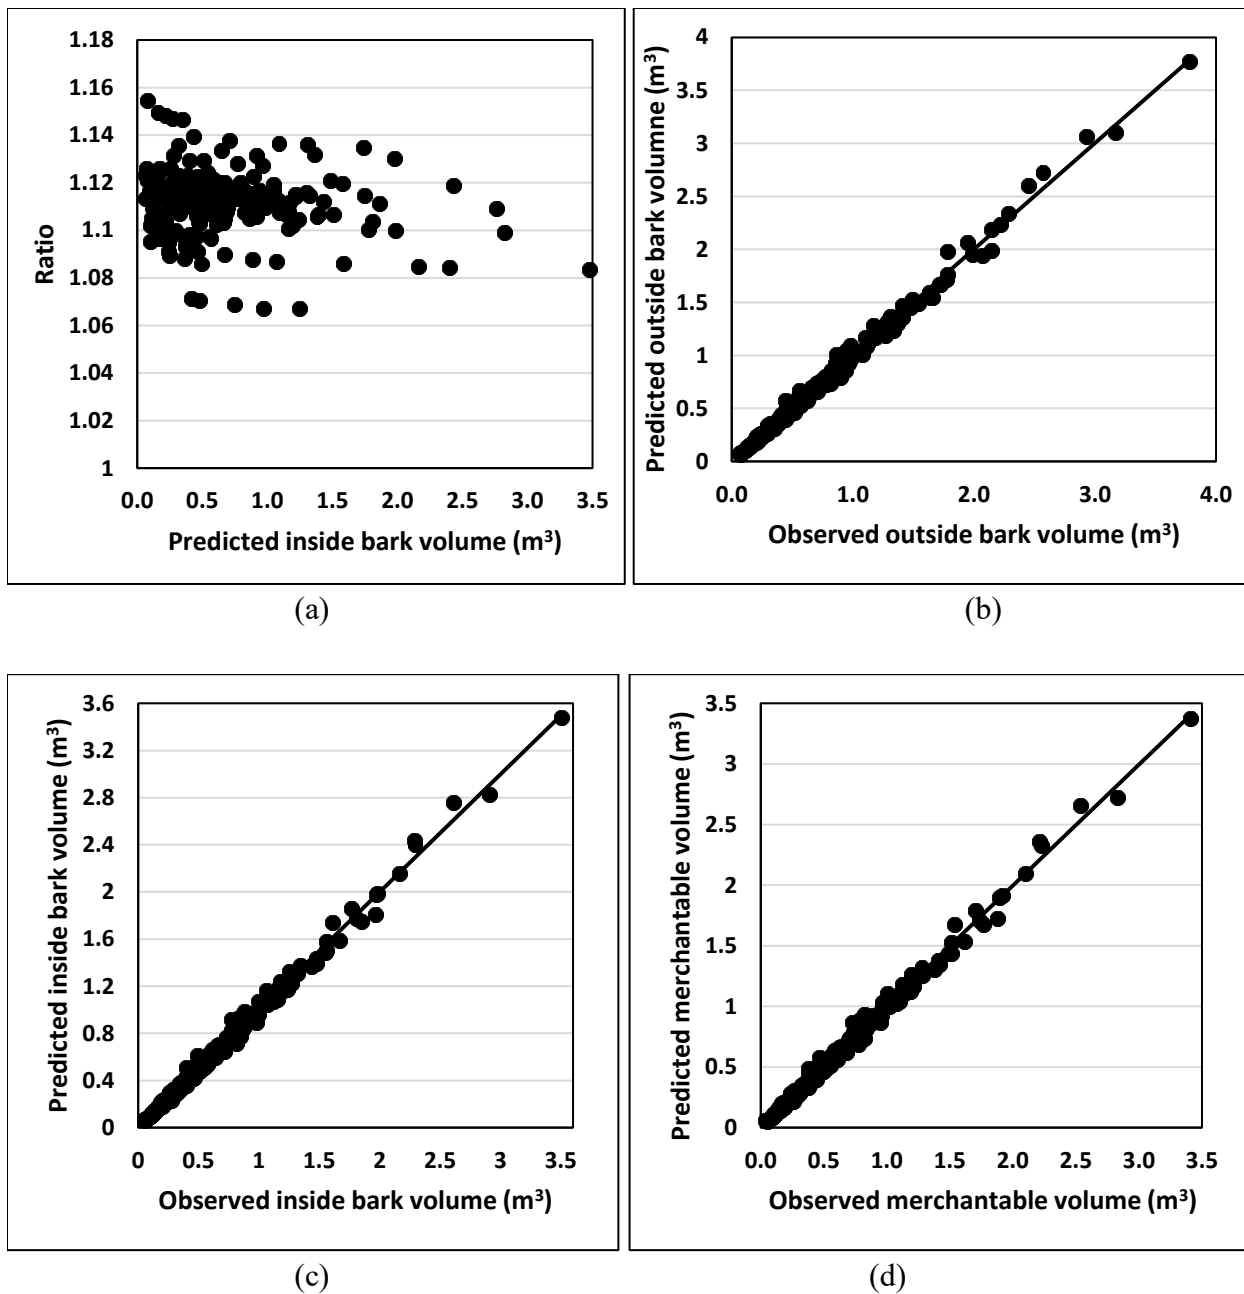 1.18
1.16
1.14
1.12
1.1
1.08
1.06
1.04
1.02
1
Ratio
0.0 0.5 1.0 1.5 2.0 2.5 3.0 3.5
Predicted inside bark volume (m³)
(a)
4
3.5
3
2.5
2
1.5
1
0.5
0
Predicted outside bark volumne (m³)
0.0 1.0 2.0 3.0 4.0
Observed outside bark volume (m³)
(b)
3.6
3.2
2.8
2.4
2
1.6
1.2
0.8
0.4
0
Predicted inside bark volume (m³)
0 0.5 1 1.5 2 2.5 3 3.5
Observed inside bark volume (m³)
(c)
3.5
3
2.5
2
1.5
1
0.5
0
Predicted merchantable volume (m³)
0.0 0.5 1.0 1.5 2.0 2.5 3.0 3.5
Observed merchantable volume (m³)
(d)